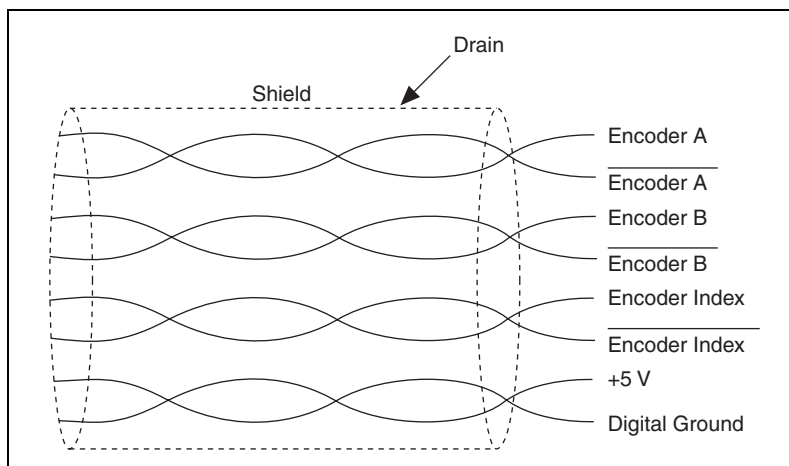 Drain
Shield
Encoder A
Encoder A
Encoder B
Encoder B
Encoder Index
Encoder Index
+5 V
Digital Ground